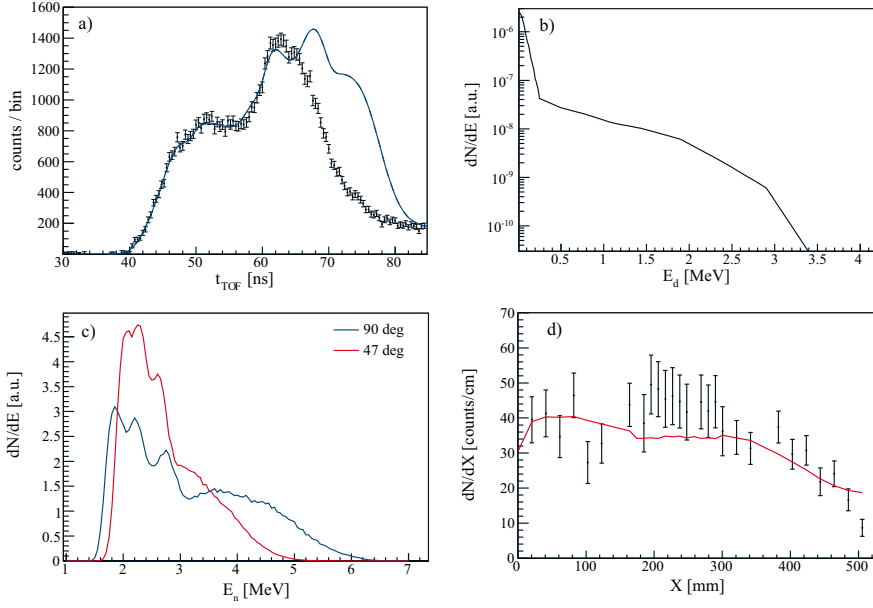 a)
counts / bin
1600
1400
1200
1000
800
600
400
200
30 40 50 60 70 80
t_TOF [ns]
b)
dN/dE [a.u.]
10⁻⁶
10⁻⁷
10⁻⁸
10⁻⁹
10⁻¹⁰
0.5 1 1.5 2 2.5 3 3.5 4
E_d [MeV]
c)
90 deg
47 deg
dN/dE [a.u.]
4.5
4
3.5
3
2.5
2
1.5
1
0.5
0
1 2 3 4 5 6 7
E_n [MeV]
d)
dN/dX [counts/cm]
70
60
50
40
30
20
10
0
0 100 200 300 400 500
X [mm]